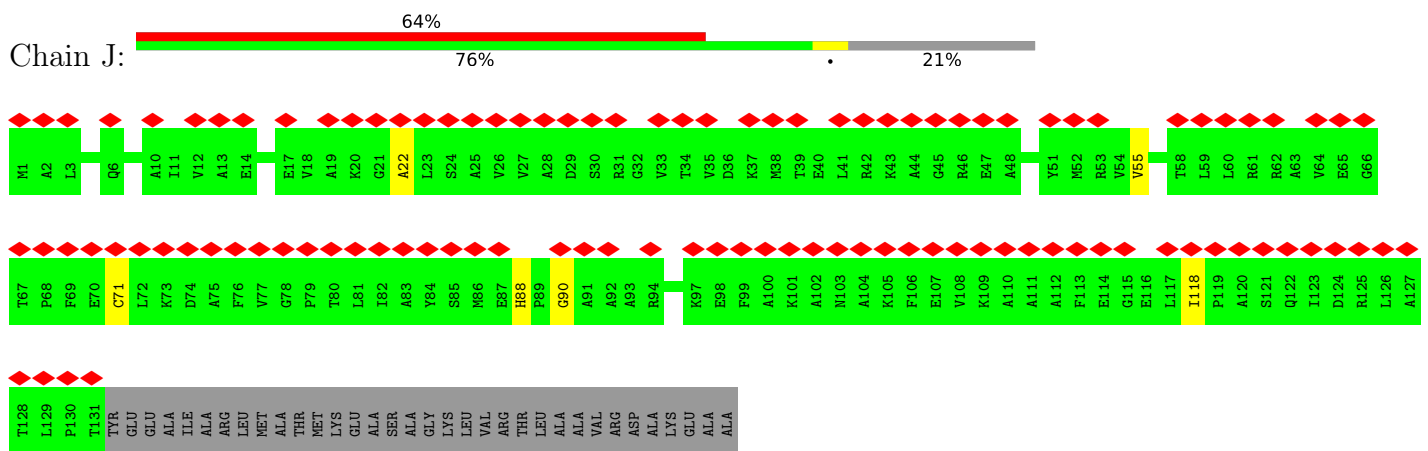 64%
Chain J:
76% • 21%
M1 A2 L3 Q6 A10 I11 V12 A13 E14 E17 V18 A19 K20 G21 A22 L23 S24 A25 V26 V27 A28 D29 S30 R31 G32 V33 T34 V35 D36 K37 M38 T39 E40 L41 R42 K43 A44 G45 R46 E47 A48 Y51 M52 R53 V54 V55 T58 L59 L60 R61 R62 A63 V64 E65 G66
T67 P68 F69 E70 C71 L72 K73 D74 A75 F76 V77 G78 P79 T80 L81 I82 A83 Y84 S85 M86 E87 H88 P89 G90 A91 A92 A93 R94 K97 E98 F99 A100 K101 A102 N103 A104 K105 F106 E107 V108 K109 A110 A111 A112 F113 E114 G115 E116 L117 I118 P119 A120 S121 Q122 I123 D124 R125 L126 A127
T128 L129 P130 T131 TYR GLU GLU ALA ILE ALA ARG LEU MET ALA THR MET LYS GLU ALA SER ALA GLY LYS LEU VAL ARG THR LEU ALA ALA VAL ARG ASP ALA LYS GLU ALA ALA